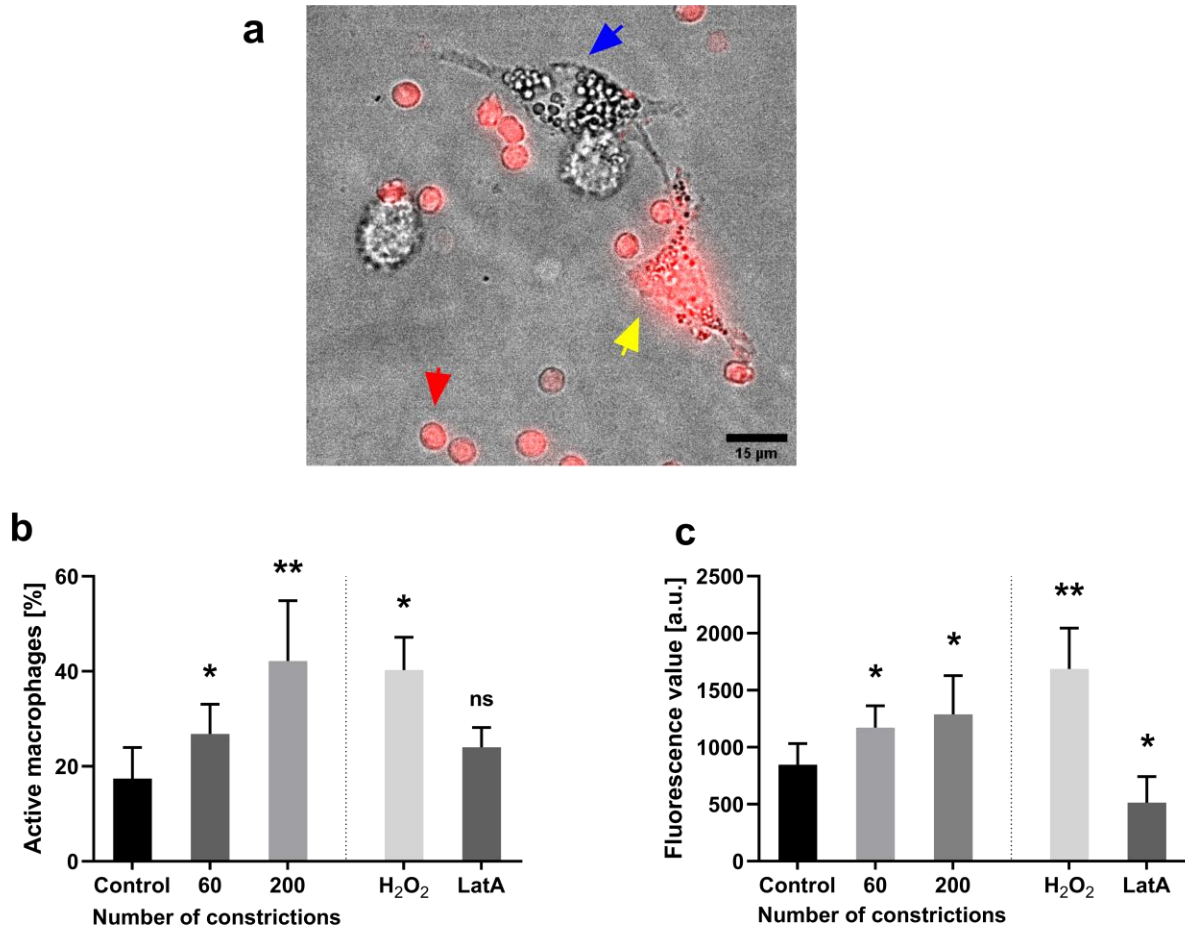 a
15 µm
b
Active macrophages [%]
60
40
20
0
*
**
*
ns
Control
60
200
H₂O₂
LatA
Number of constrictions
c
Fluorescence value [a.u.]
2500
2000
1500
1000
500
0
*
*
**
*
Control
60
200
H₂O₂
LatA
Number of constrictions